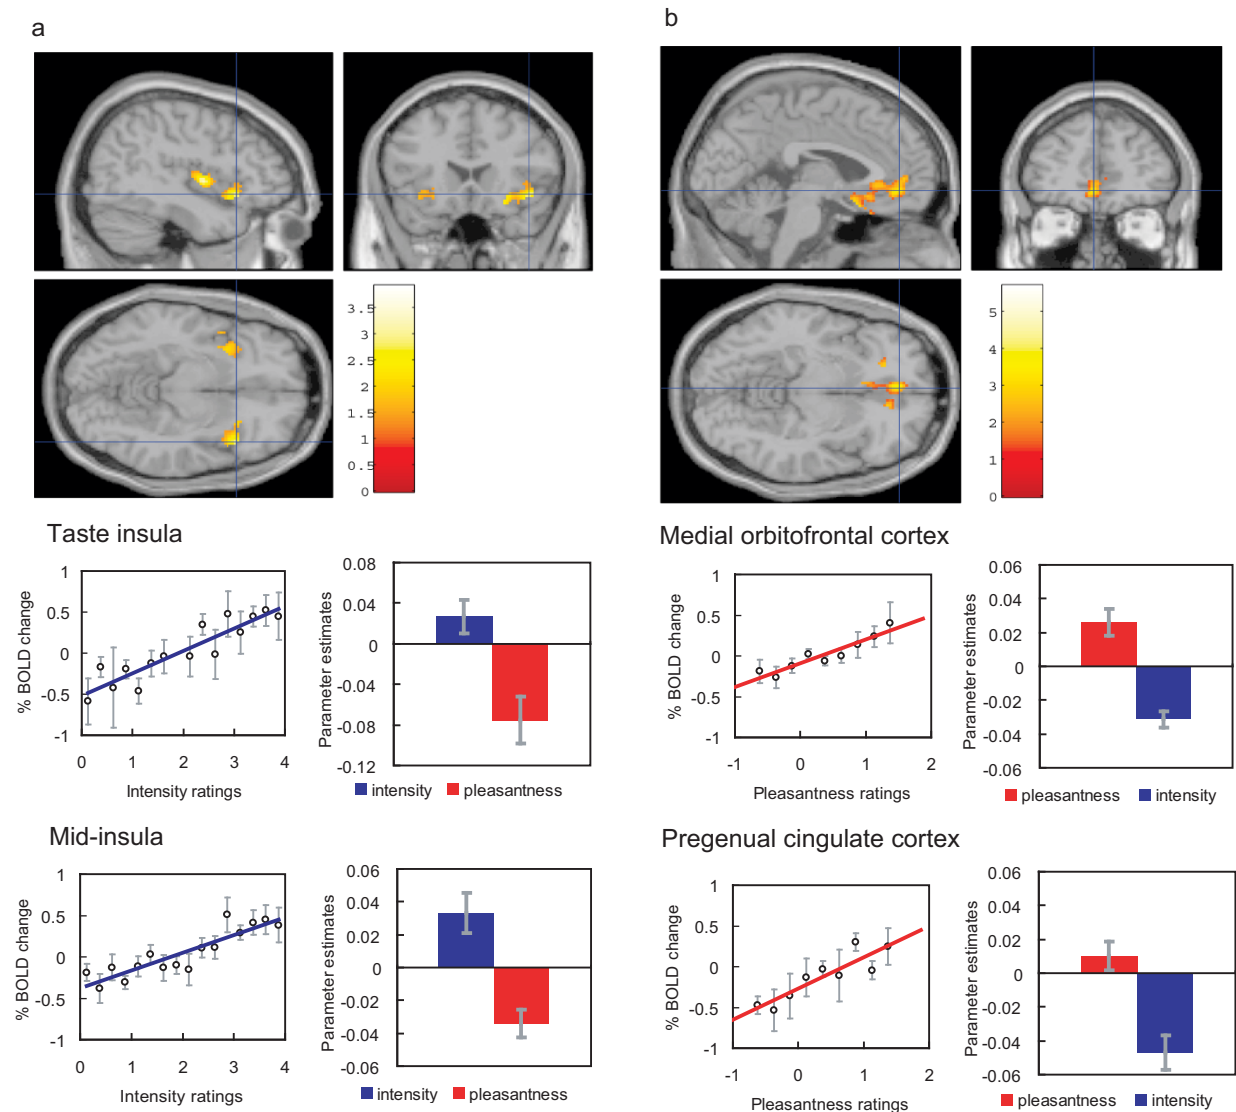 a
b
3.5
3
2.5
2
1.5
1
0.5
0
5
4
3
2
1
0
Taste insula
1
0.5
0
-0.5
-1
% BOLD change
0 1 2 3 4
Intensity ratings
0.08
0.04
0
-0.04
-0.08
-0.12
Parameter estimates
intensity pleasantness
Medial orbitofrontal cortex
1
0.5
0
-0.5
-1
% BOLD change
-1 0 1 2
Pleasantness ratings
0.06
0.04
0.02
0
-0.02
-0.04
-0.06
Parameter estimates
pleasantness intensity
Mid-insula
1
0.5
0
-0.5
-1
% BOLD change
0 1 2 3 4
Intensity ratings
0.06
0.04
0.02
0
-0.02
-0.04
-0.06
Parameter estimates
intensity pleasantness
Pregenual cingulate cortex
1
0.5
0
-0.5
-1
% BOLD change
-1 0 1 2
Pleasantness ratings
0.06
0.04
0.02
0
-0.02
-0.04
-0.06
Parameter estimates
pleasantness intensity